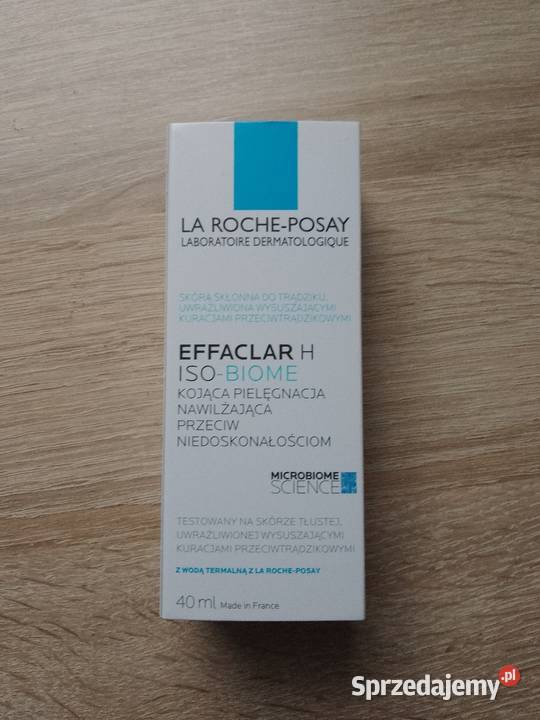 LA ROCHE-POSAY
LABORATOIRE DERMATOLOGIQUE
SKÓRA SKŁONNA DO TRĄDZIKU,
UWRAŻLIWIONA WYSUSZAJĄCYMI
KURACJAMI PRZECIWTRĄDZIKOWYMI
EFFACLAR H
ISO-BIOME
KOJĄCA PIELĘGNACJA
NAWILŻAJĄCA
PRZECIW
NIEDOSKONAŁOŚCIOM
MICROBIOME
SCIENCE
TESTOWANY NA SKÓRZE TŁUSTEJ,
UWRAŻLIWIONEJ WYSUSZAJĄCYMI
KURACJAMI PRZECIWTRĄDZIKOWYMI
Z WODĄ TERMALNĄ Z LA ROCHE-POSAY
40 ml Made in France
Sprzedajemy.pl